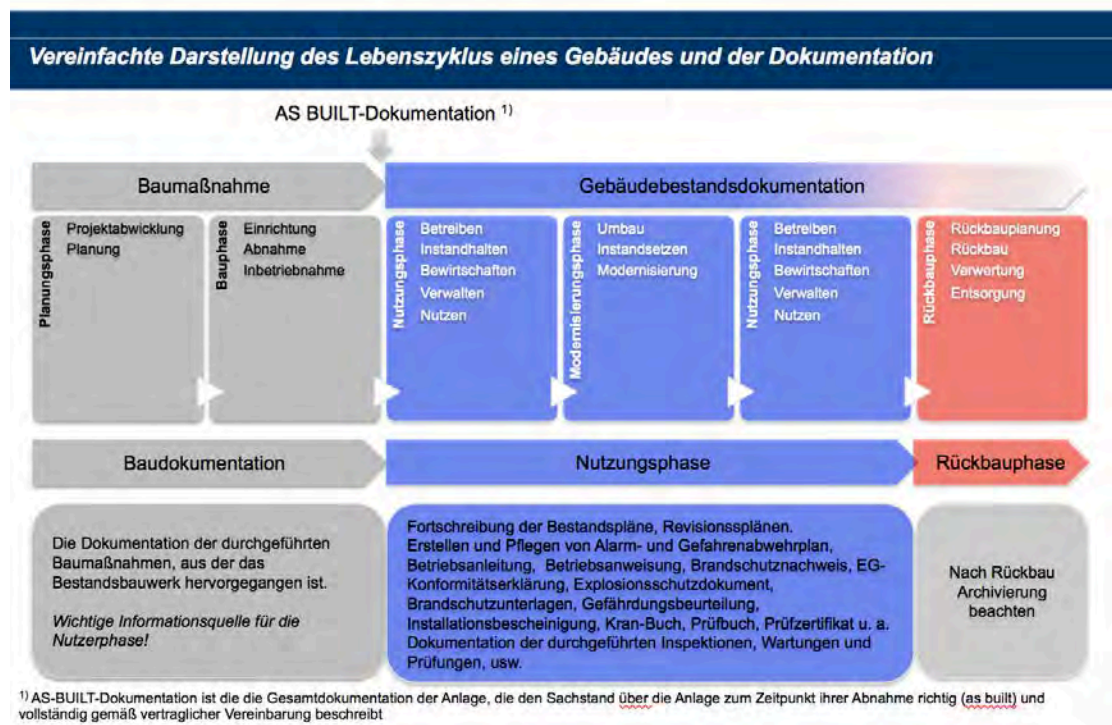 Vereinfachte Darstellung des Lebenszyklus eines Gebäudes und der Dokumentation
AS BUILT-Dokumentation 1)
Baumaßnahme
Gebäudebestandsdokumentation
Planungsphase
Projektabwicklung
Planung
Bauphase
Einrichtung
Abnahme
Inbetriebnahme
Nutzungsphase
Betreiben
Instandhalten
Bewirtschaften
Verwalten
Nutzen
Modernisierungsphase
Umbau
Instandsetzen
Modernisierung
Nutzungsphase
Betreiben
Instandhalten
Bewirtschaften
Verwalten
Nutzen
Rückbauphase
Rückbauplanung
Rückbau
Verwertung
Entsorgung
Baudokumentation
Nutzungsphase
Rückbauphase
Die Dokumentation der durchgeführten
Baumaßnahmen, aus der das
Bestandsbauwerk hervorgegangen ist.
Wichtige Informationsquelle für die
Nutzerphase!
Fortschreibung der Bestandspläne, Revisionssplänen.
Erstellen und Pflegen von Alarm- und Gefahrenabwehrplan,
Betriebsanleitung, Betriebsanweisung, Brandschutznachweis, EG-
Konformitätserklärung, Explosionsschutzdokument,
Brandschutzunterlagen, Gefährdungsbeurteilung,
Installationsbescheinigung, Kran-Buch, Prüfbuch, Prüfzertifikat u. a.
Dokumentation der durchgeführten Inspektionen, Wartungen und
Prüfungen, usw.
Nach Rückbau
Archivierung
beachten
1) AS-BUILT-Dokumentation ist die die Gesamtdokumentation der Anlage, die den Sachstand über die Anlage zum Zeitpunkt ihrer Abnahme richtig (as built) und
vollständig gemäß vertraglicher Vereinbarung beschreibt